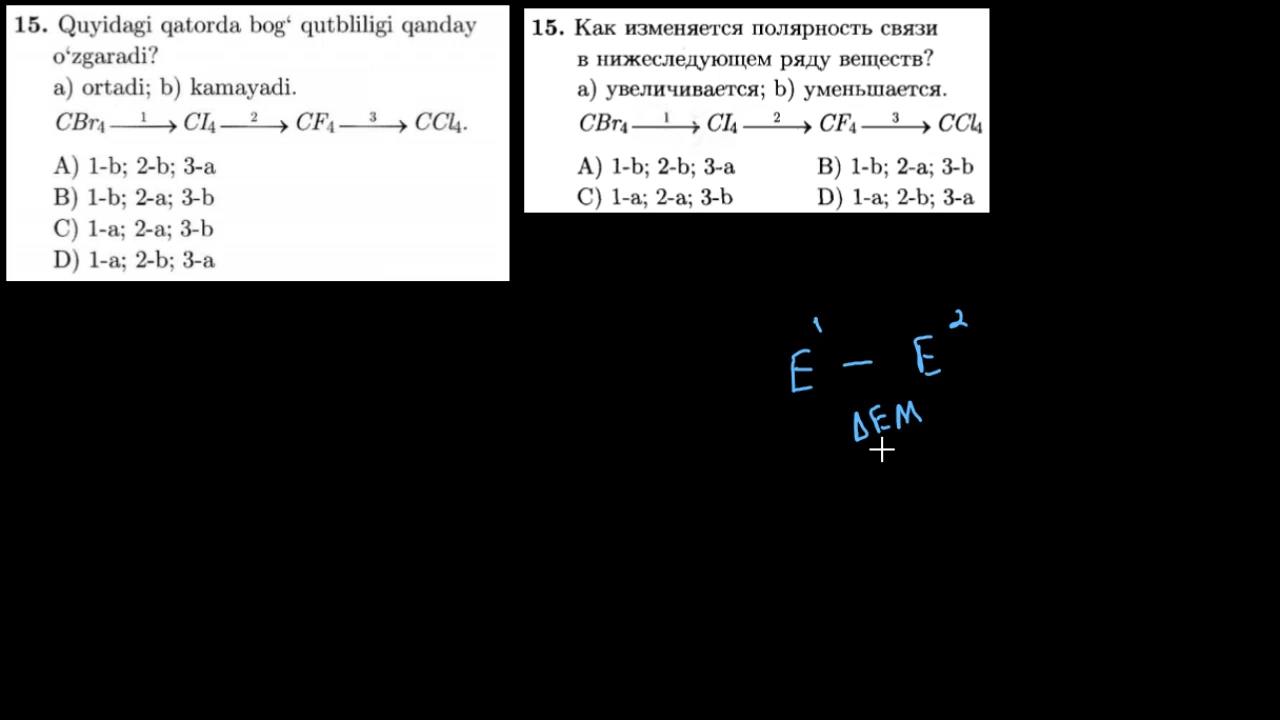 15. Quyidagi qatorda bog‘ qutbliligi qanday
o‘zgaradi?
a) ortadi; b) kamayadi.
CBr₄ —1→ CI₄ —2→ CF₄ —3→ CCl₄.
A) 1-b; 2-b; 3-a
B) 1-b; 2-a; 3-b
C) 1-a; 2-a; 3-b
D) 1-a; 2-b; 3-a
15. Как изменяется полярность связи
в нижеследующем ряду веществ?
a) увеличивается; b) уменьшается.
CBr₄ —1→ CI₄ —2→ CF₄ —3→ CCl₄
A) 1-b; 2-b; 3-a B) 1-b; 2-a; 3-b
C) 1-a; 2-a; 3-b D) 1-a; 2-b; 3-a
E¹ – E²
ΔEM